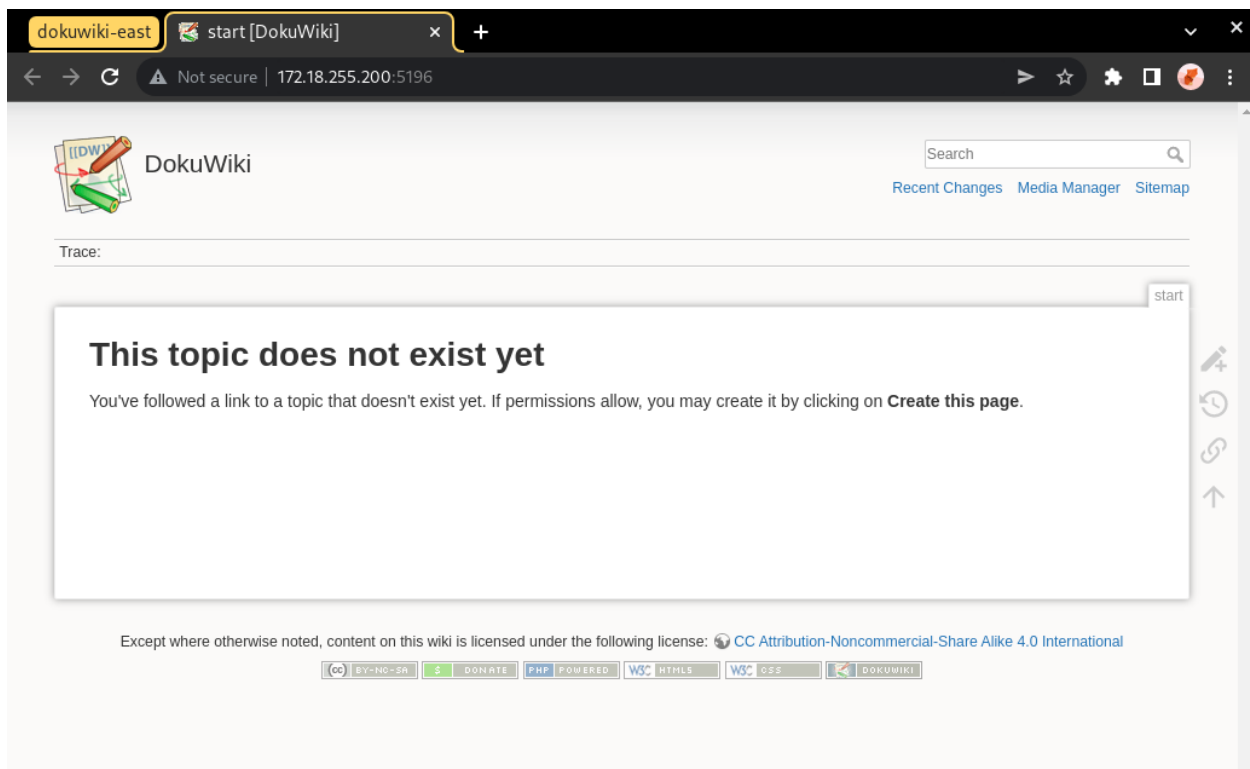 dokuwiki-east
start [DokuWiki]
Not secure | 172.18.255.200:5196
[[DW]]
DokuWiki
Search
Recent Changes Media Manager Sitemap
Trace:
start
This topic does not exist yet
You've followed a link to a topic that doesn't exist yet. If permissions allow, you may create it by clicking on Create this page.
Except where otherwise noted, content on this wiki is licensed under the following license: CC Attribution-Noncommercial-Share Alike 4.0 International
(cc) BY-NC-SA $ DONATE PHP POWERED W3C HTML5 W3C CSS DOKUWIKI